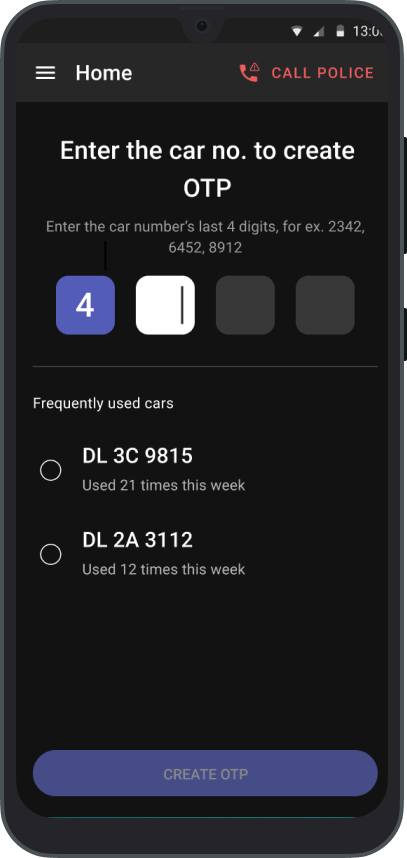 13:0
Home
CALL POLICE
Enter the car no. to create
OTP
Enter the car number's last 4 digits, for ex. 2342,
6452, 8912
4
Frequently used cars
DL 3C 9815
Used 21 times this week
DL 2A 3112
Used 12 times this week
CREATE OTP